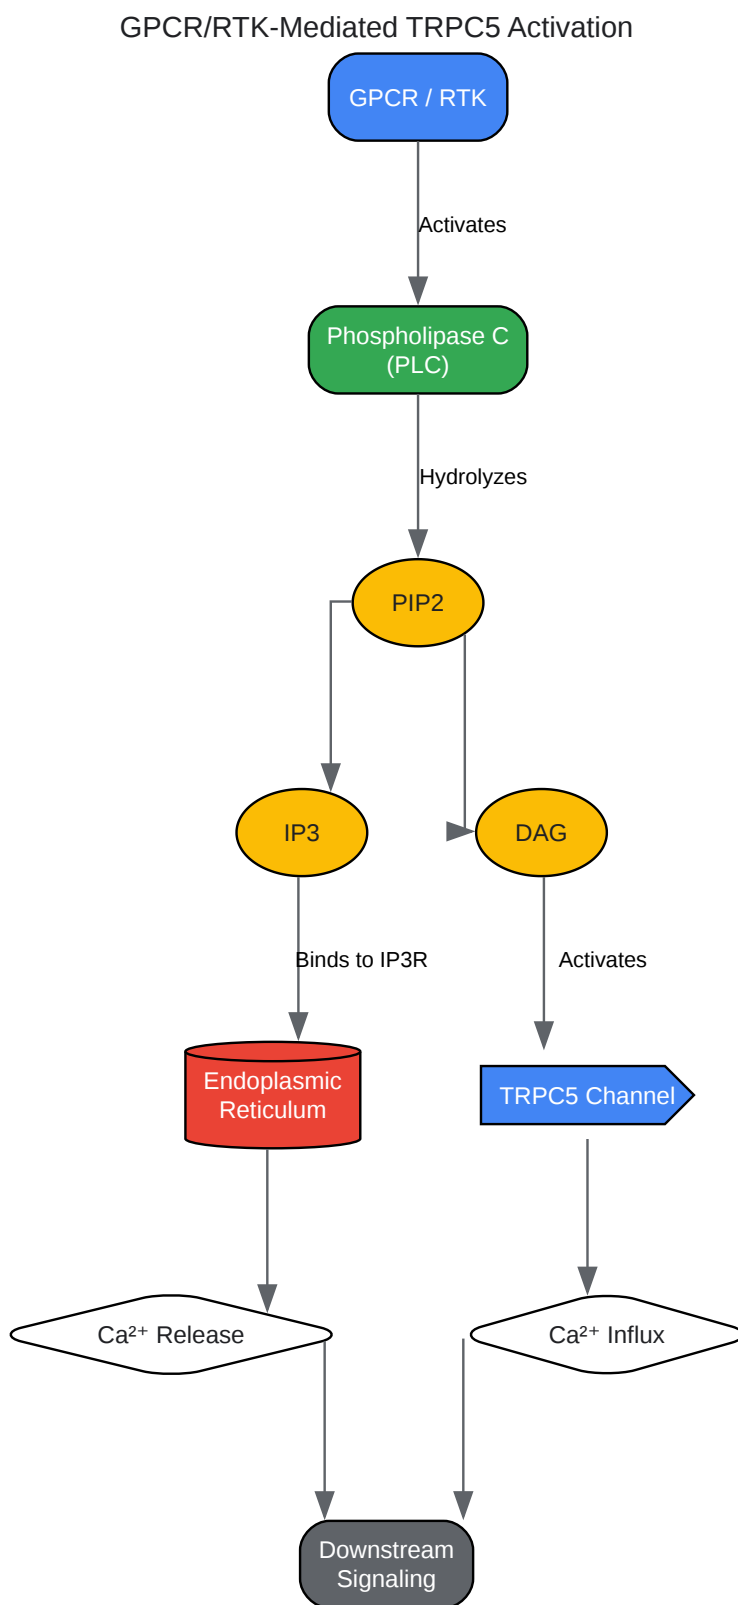 GPCR/RTK-Mediated TRPC5 Activation
GPCR / RTK
Activates
Phospholipase C
(PLC)
Hydrolyzes
PIP2
IP3
DAG
Binds to IP3R
Activates
Endoplasmic
Reticulum
TRPC5 Channel
Ca²⁺ Release
Ca²⁺ Influx
Downstream
Signaling